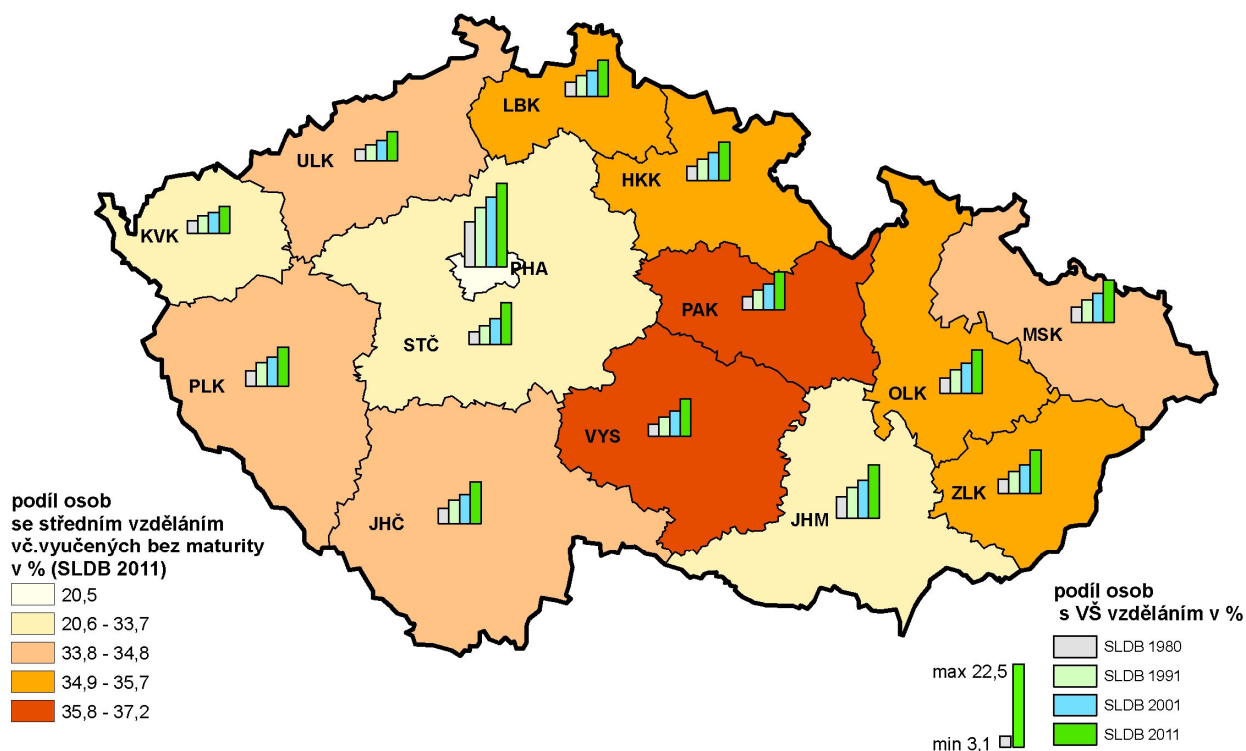 LBK
ULK
HKK
KVK
PHA
PAK
STČ
MSK
PLK
OLK
VYS
ZLK
JHČ
JHM
podíl osob
se středním vzděláním
vč.vyučených bez maturity
v % (SLDB 2011)
20,5
20,6 - 33,7
33,8 - 34,8
34,9 - 35,7
35,8 - 37,2
max 22,5
min 3,1
podíl osob
s VŠ vzděláním v %
SLDB 1980
SLDB 1991
SLDB 2001
SLDB 2011